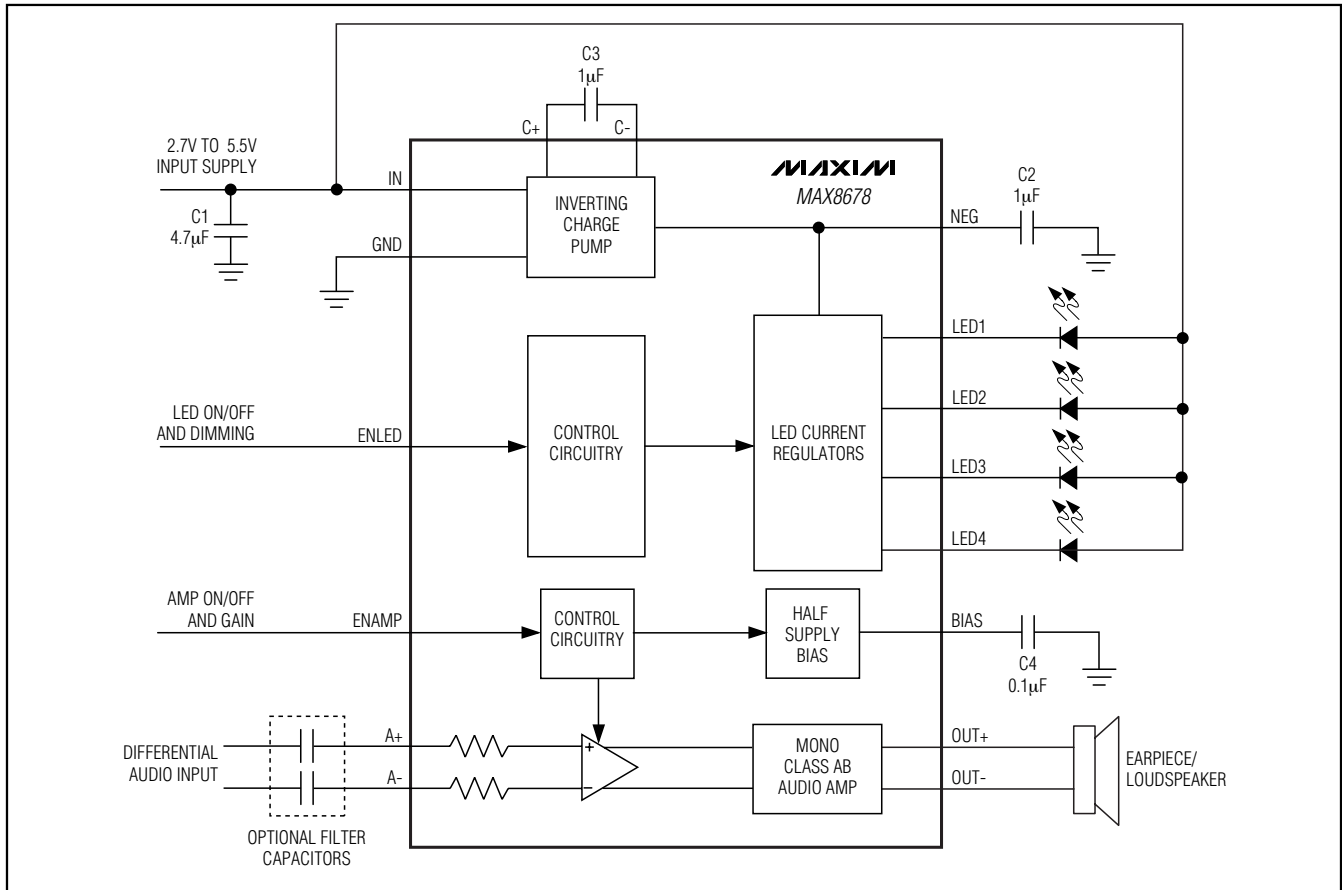 C3
1µF
C+
C-
2.7V TO 5.5V
INPUT SUPPLY
IN
MAXIM
MAX8678
C2
1µF
C1
4.7µF
INVERTING
CHARGE
PUMP
NEG
GND
LED1
LED2
LED ON/OFF
AND DIMMING
ENLED
CONTROL
CIRCUITRY
LED CURRENT
REGULATORS
LED3
LED4
AMP ON/OFF
AND GAIN
ENAMP
CONTROL
CIRCUITRY
HALF
SUPPLY
BIAS
BIAS
C4
0.1µF
DIFFERENTIAL
AUDIO INPUT
A+
A-
+
−
MONO
CLASS AB
AUDIO AMP
OUT+
OUT-
EARPIECE/
LOUDSPEAKER
OPTIONAL FILTER
CAPACITORS